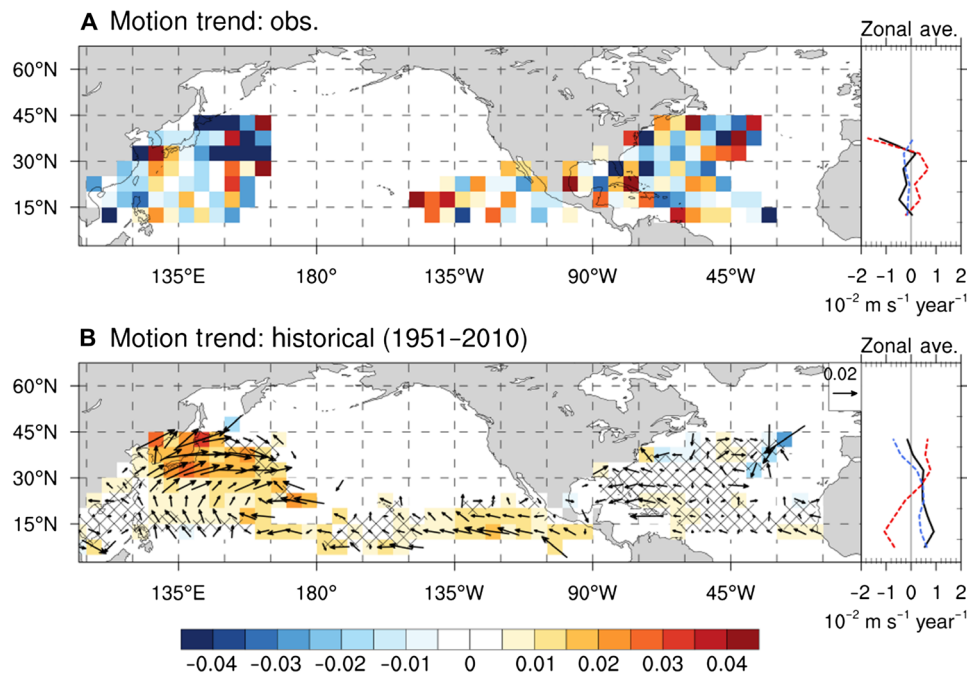 A Motion trend: obs.
Zonal ave.
60°N
45°N
30°N
15°N
135°E 180° 135°W 90°W 45°W
-2 -1 0 1 2
10⁻² m s⁻¹ year⁻¹
B Motion trend: historical (1951–2010)
Zonal ave.
0.02
60°N
45°N
30°N
15°N
135°E 180° 135°W 90°W 45°W
-2 -1 0 1 2
10⁻² m s⁻¹ year⁻¹
-0.04 -0.03 -0.02 -0.01 0 0.01 0.02 0.03 0.04